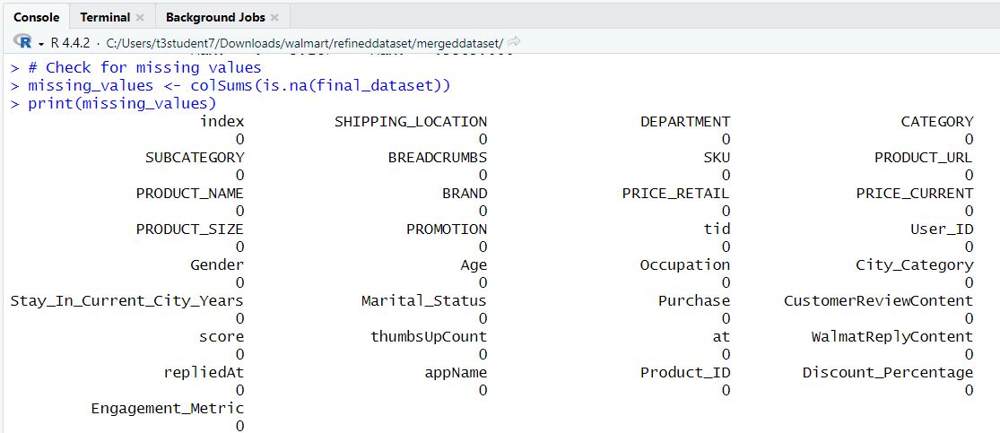 Console Terminal Background Jobs
R 4.4.2 · C:/Users/t3student7/Downloads/walmart/refineddataset/mergeddataset/
> # Check for missing values
> missing_values <- colSums(is.na(final_dataset))
> print(missing_values)
index SHIPPING_LOCATION DEPARTMENT CATEGORY
0 0 0 0
SUBCATEGORY BREADCRUMBS SKU PRODUCT_URL
0 0 0 0
PRODUCT_NAME BRAND PRICE_RETAIL PRICE_CURRENT
0 0 0 0
PRODUCT_SIZE PROMOTION tid User_ID
0 0 0 0
Gender Age Occupation City_Category
0 0 0 0
Stay_In_Current_City_Years Marital_Status Purchase CustomerReviewContent
0 0 0 0
score thumbsUpCount at WalmatReplyContent
0 0 0 0
repliedAt appName Product_ID Discount_Percentage
0 0 0 0
Engagement_Metric
0